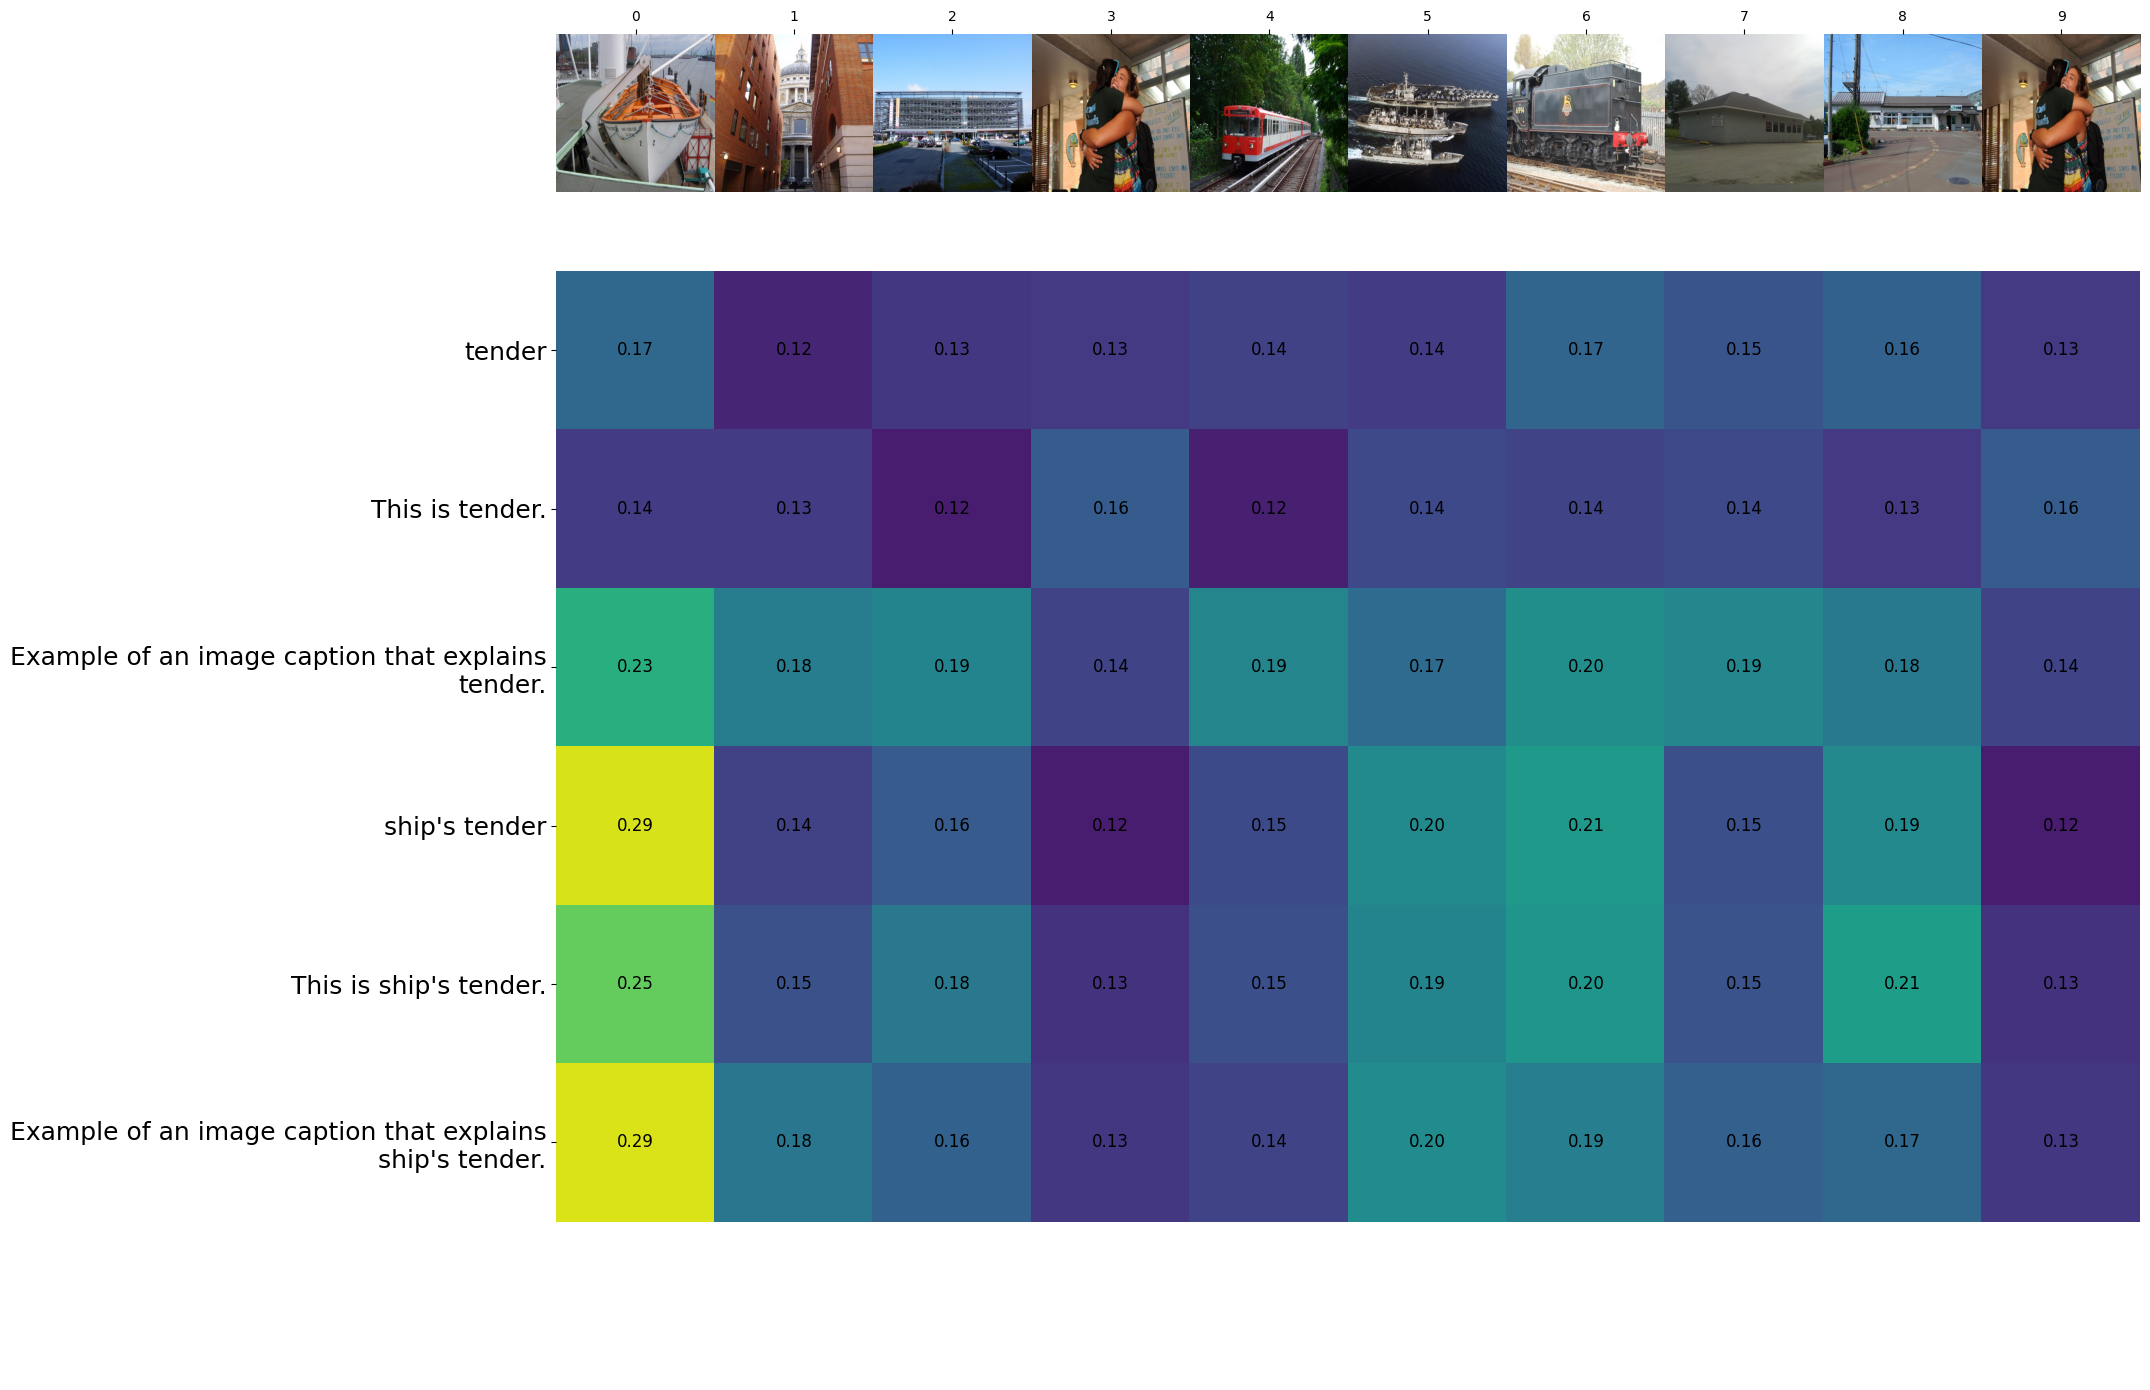 0 1 2 3 4 5 6 7 8 9
tender 0.17 0.12 0.13 0.13 0.14 0.14 0.17 0.15 0.16 0.13
This is tender. 0.14 0.13 0.12 0.16 0.12 0.14 0.14 0.14 0.13 0.16
Example of an image caption that explains
tender. 0.23 0.18 0.19 0.14 0.19 0.17 0.20 0.19 0.18 0.14
ship's tender 0.29 0.14 0.16 0.12 0.15 0.20 0.21 0.15 0.19 0.12
This is ship's tender. 0.25 0.15 0.18 0.13 0.15 0.19 0.20 0.15 0.21 0.13
Example of an image caption that explains
ship's tender. 0.29 0.18 0.16 0.13 0.14 0.20 0.19 0.16 0.17 0.13